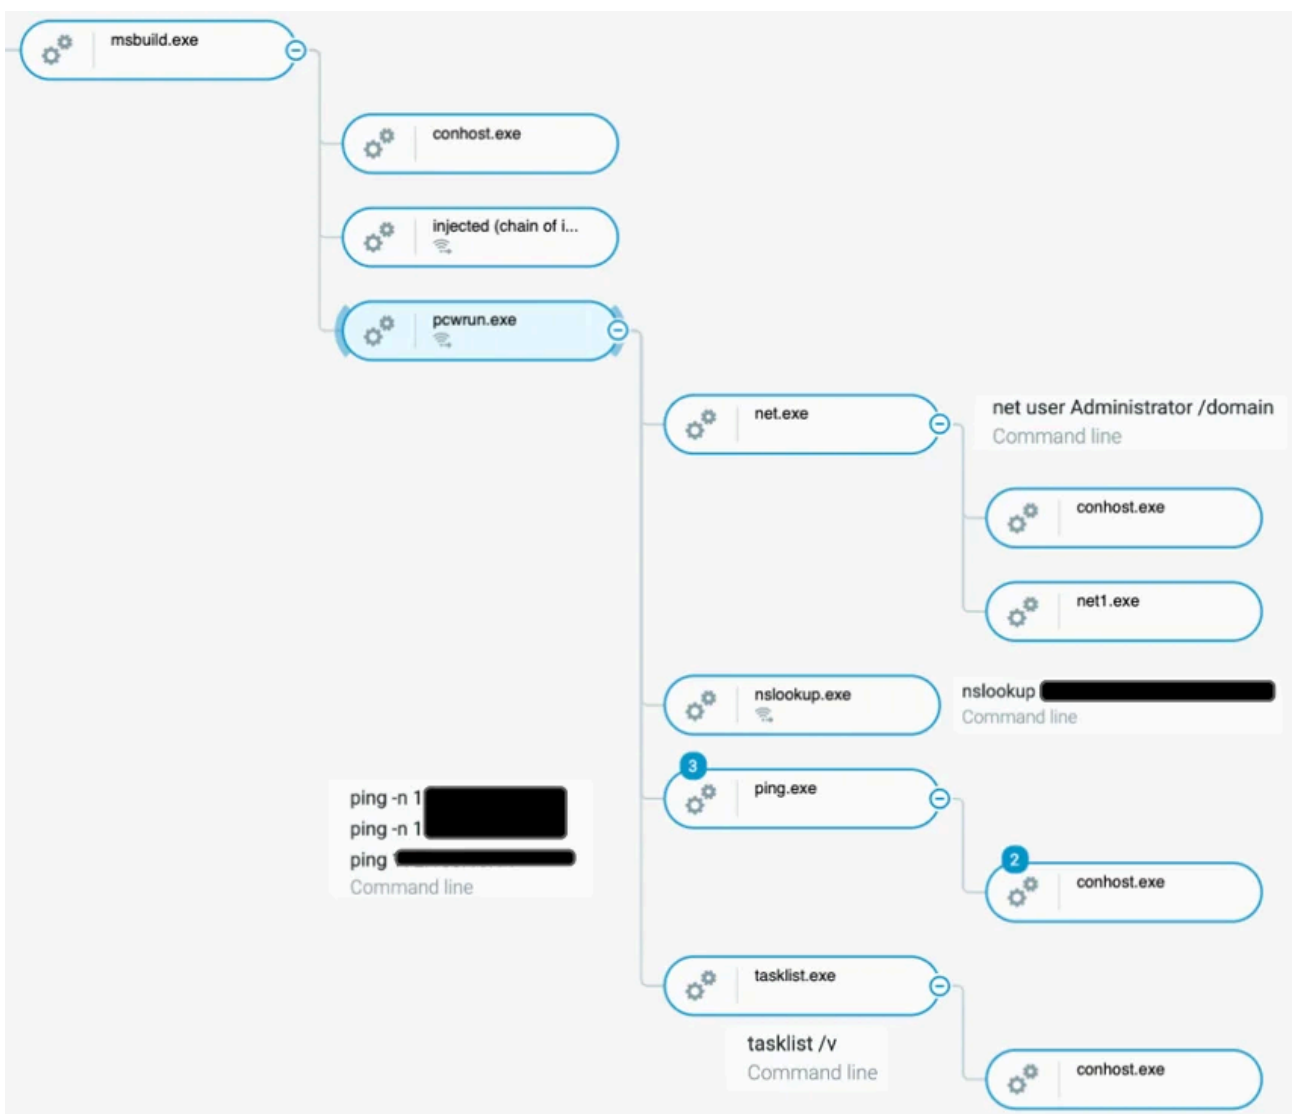 msbuild.exe
conhost.exe
injected (chain of i...
pcwrun.exe
net.exe
net user Administrator /domain
Command line
conhost.exe
net1.exe
nslookup.exe
nslookup
Command line
3
ping.exe
ping -n 1
ping -n 1
ping
Command line
2
conhost.exe
tasklist.exe
tasklist /v
Command line
conhost.exe